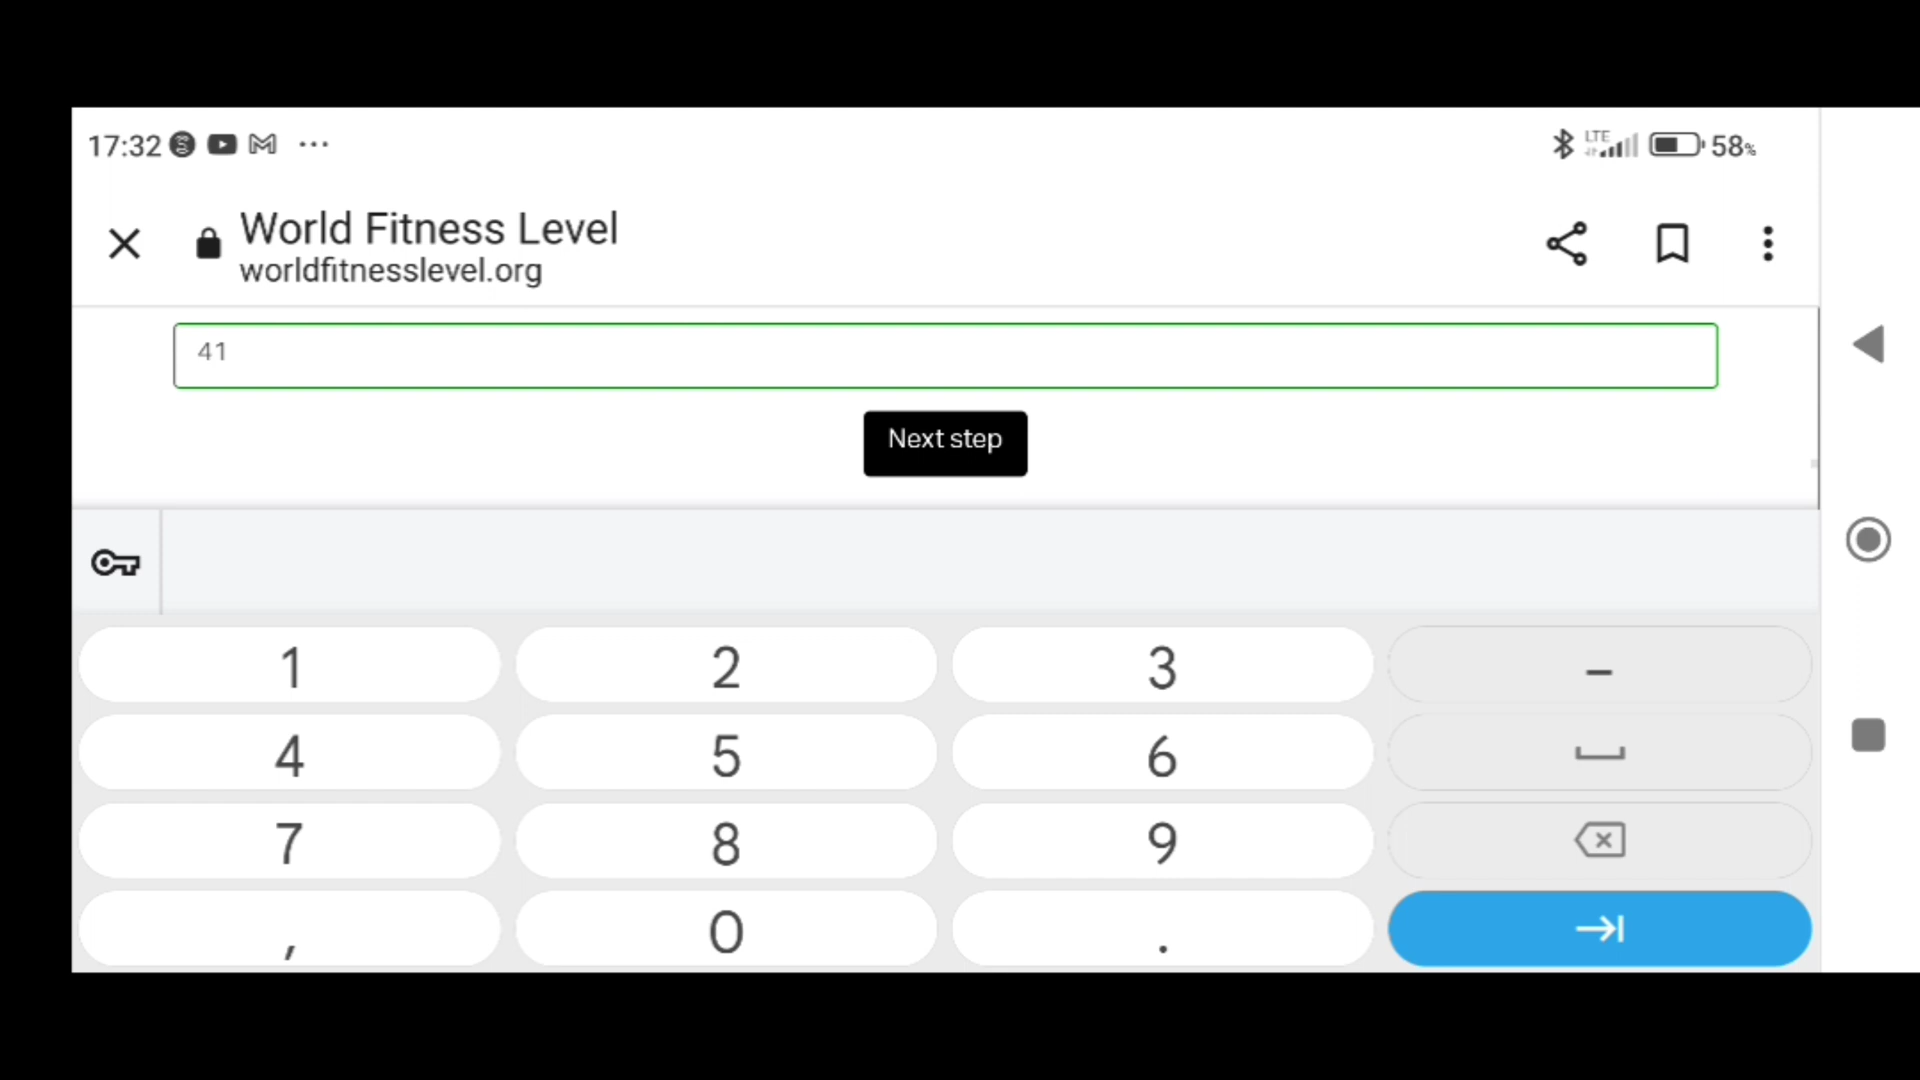 17:32 ... LTE 58%
World Fitness Level
worldfitnesslevel.org
41
Next step
1 2 3 –
4 5 6
7 8 9
, 0 .